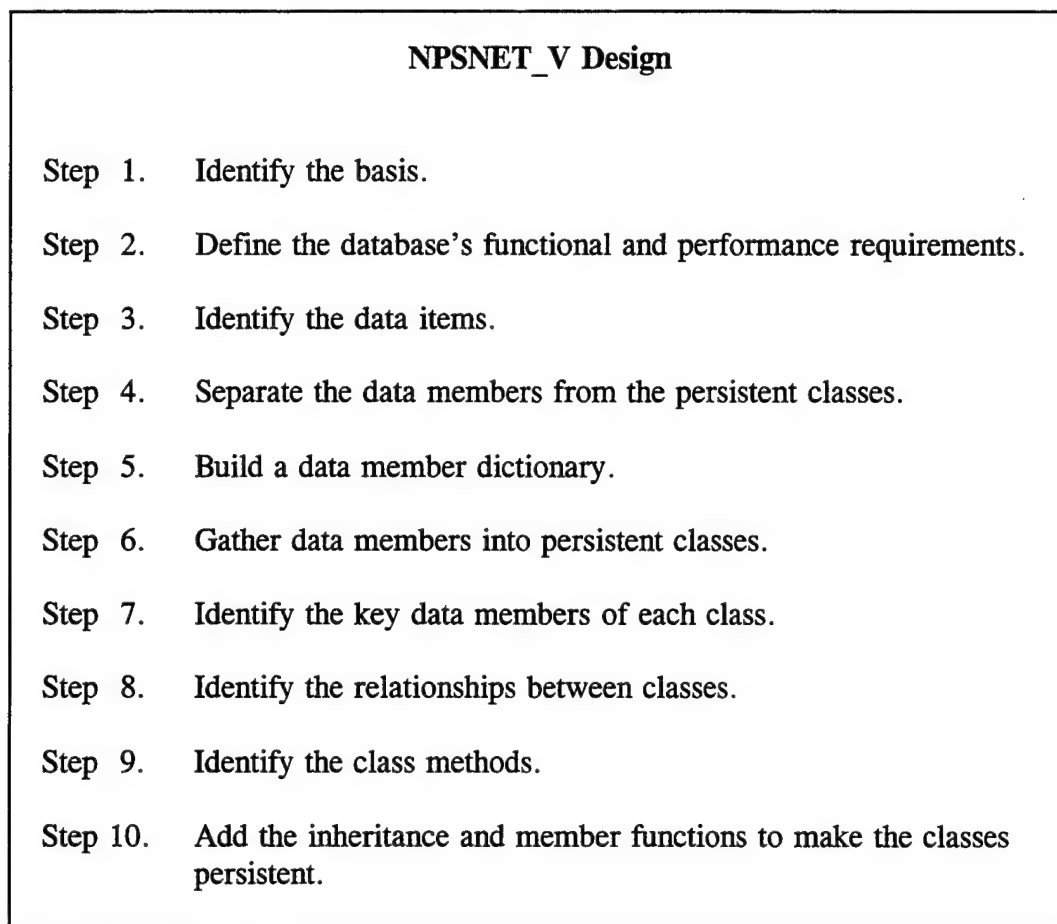 NPSNET_V Design
Step 1. Identify the basis.
Step 2. Define the database's functional and performance requirements.
Step 3. Identify the data items.
Step 4. Separate the data members from the persistent classes.
Step 5. Build a data member dictionary.
Step 6. Gather data members into persistent classes.
Step 7. Identify the key data members of each class.
Step 8. Identify the relationships between classes.
Step 9. Identify the class methods.
Step 10. Add the inheritance and member functions to make the classes
persistent.